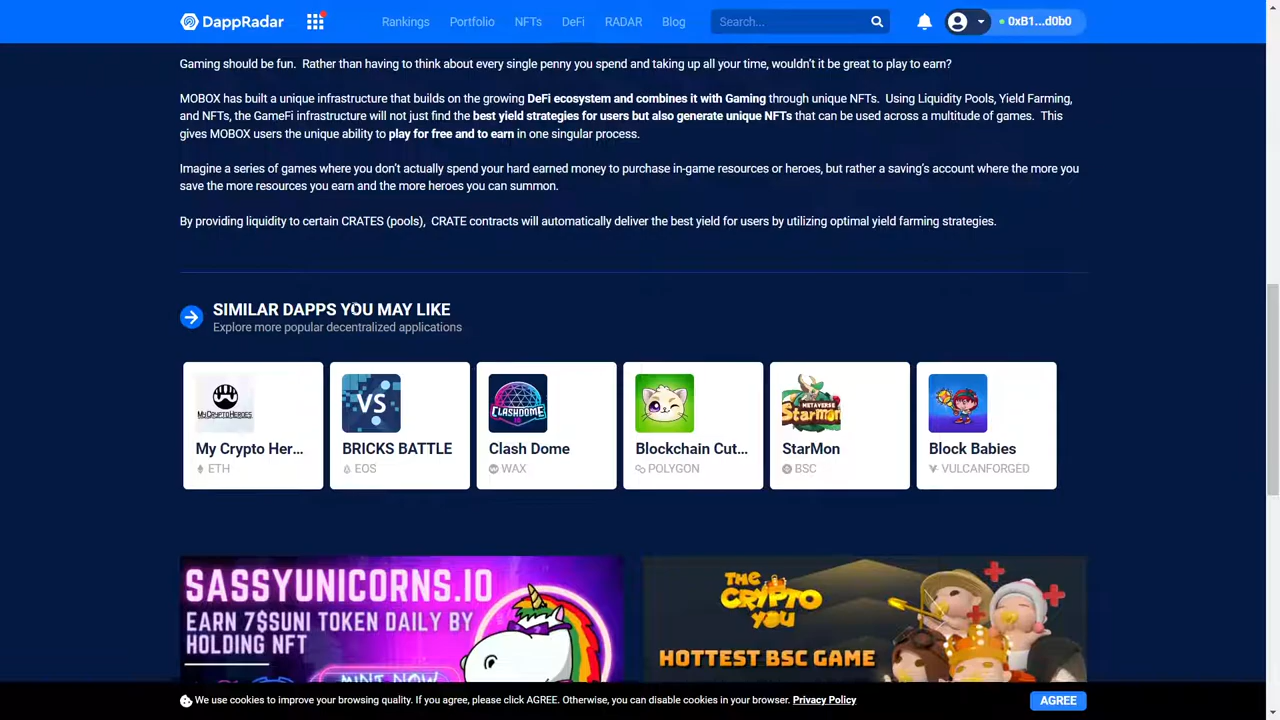 DappRadar
Rankings Portfolio NFTs DeFi RADAR Blog Search... 0xB1...d0b0
Gaming should be fun. Rather than having to think about every single penny you spend and taking up all your time, wouldn't it be great to play to earn?
MOBOX has built a unique infrastructure that builds on the growing DeFi ecosystem and combines it with Gaming through unique NFTs. Using Liquidity Pools, Yield Farming,
and NFTs, the GameFi infrastructure will not just find the best yield strategies for users but also generate unique NFTs that can be used across a multitude of games. This
gives MOBOX users the unique ability to play for free and to earn in one singular process.
Imagine a series of games where you don't actually spend your hard earned money to purchase in-game resources or heroes, but rather a saving's account where the more you
save the more resources you earn and the more heroes you can summon.
By providing liquidity to certain CRATES (pools), CRATE contracts will automatically deliver the best yield for users by utilizing optimal yield farming strategies.
SIMILAR DAPPS YOU MAY LIKE
Explore more popular decentralized applications
MYCRYPTOHEROES
My Crypto Her...
ETH
VS
BRICKS BATTLE
EOS
CLASHDOME
Clash Dome
WAX
Blockchain Cut...
POLYGON
METAVERSE
Starmon
StarMon
BSC
Block Babies
VULCANFORGED
SASSYUNICORNS.IO
EARN 7$SUNI TOKEN DAILY BY
HOLDING NFT
MINT NOW
THE
CRYPTO
YOU
HOTTEST BSC GAME
We use cookies to improve your browsing quality. If you agree, please click AGREE. Otherwise, you can disable cookies in your browser. Privacy Policy
AGREE